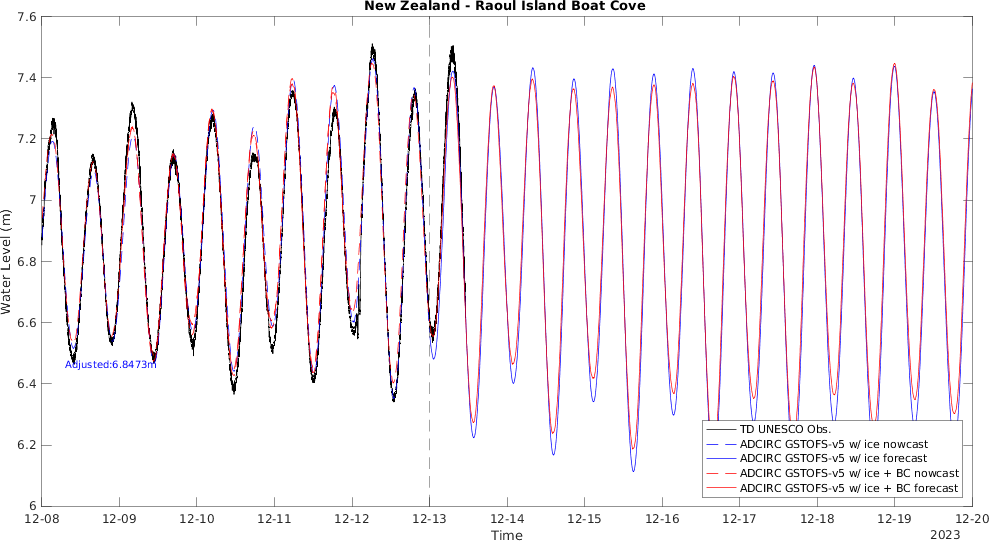 New Zealand - Raoul Island Boat Cove
7.6
7.4
7.2
7
6.8
6.6
6.4
6.2
6
Water Level (m)
Adjusted:6.8473m
TD UNESCO Obs.
ADCIRC GSTOFS-v5 w/ ice nowcast
ADCIRC GSTOFS-v5 w/ ice forecast
ADCIRC GSTOFS-v5 w/ ice + BC nowcast
ADCIRC GSTOFS-v5 w/ ice + BC forecast
12-08 12-09 12-10 12-11 12-12 12-13 12-14 12-15 12-16 12-17 12-18 12-19 12-20
Time
2023